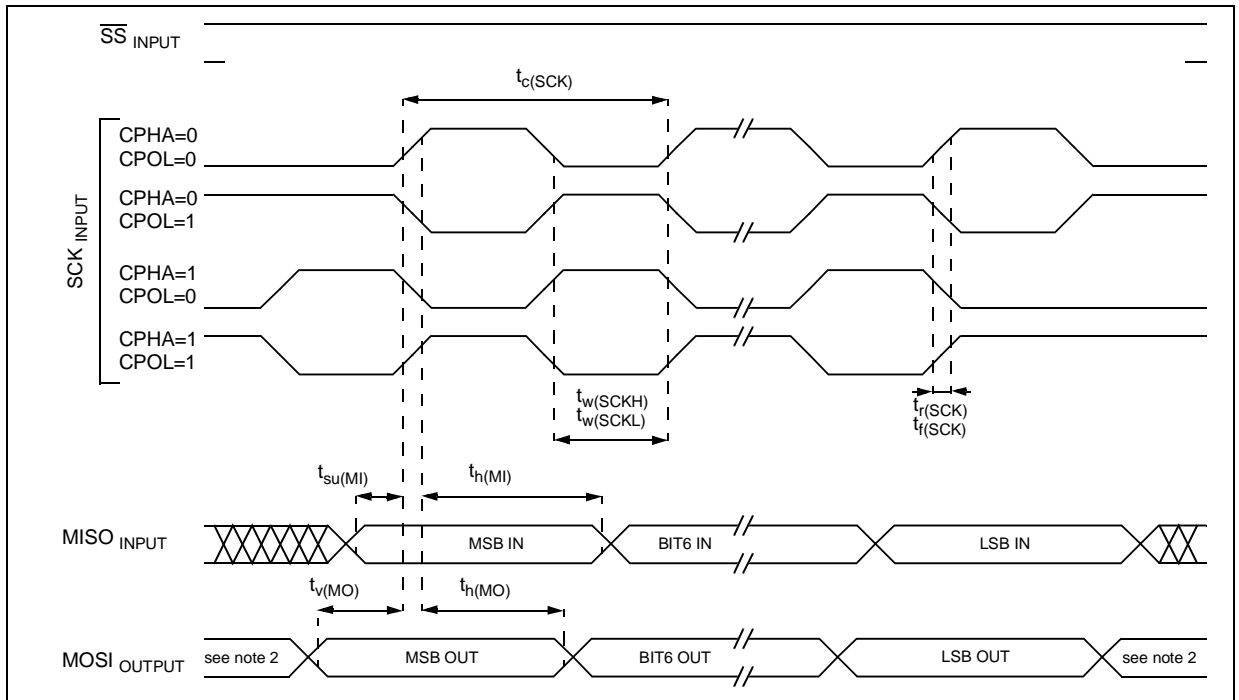 SS INPUT
tc(SCK)
SCK INPUT
CPHA=0
CPOL=0
CPHA=0
CPOL=1
CPHA=1
CPOL=0
CPHA=1
CPOL=1
tw(SCKH)
tw(SCKL)
tr(SCK)
tf(SCK)
tsu(MI)
th(MI)
MISO INPUT
MSB IN
BIT6 IN
LSB IN
tv(MO)
th(MO)
MOSI OUTPUT
see note 2
MSB OUT
BIT6 OUT
LSB OUT
see note 2